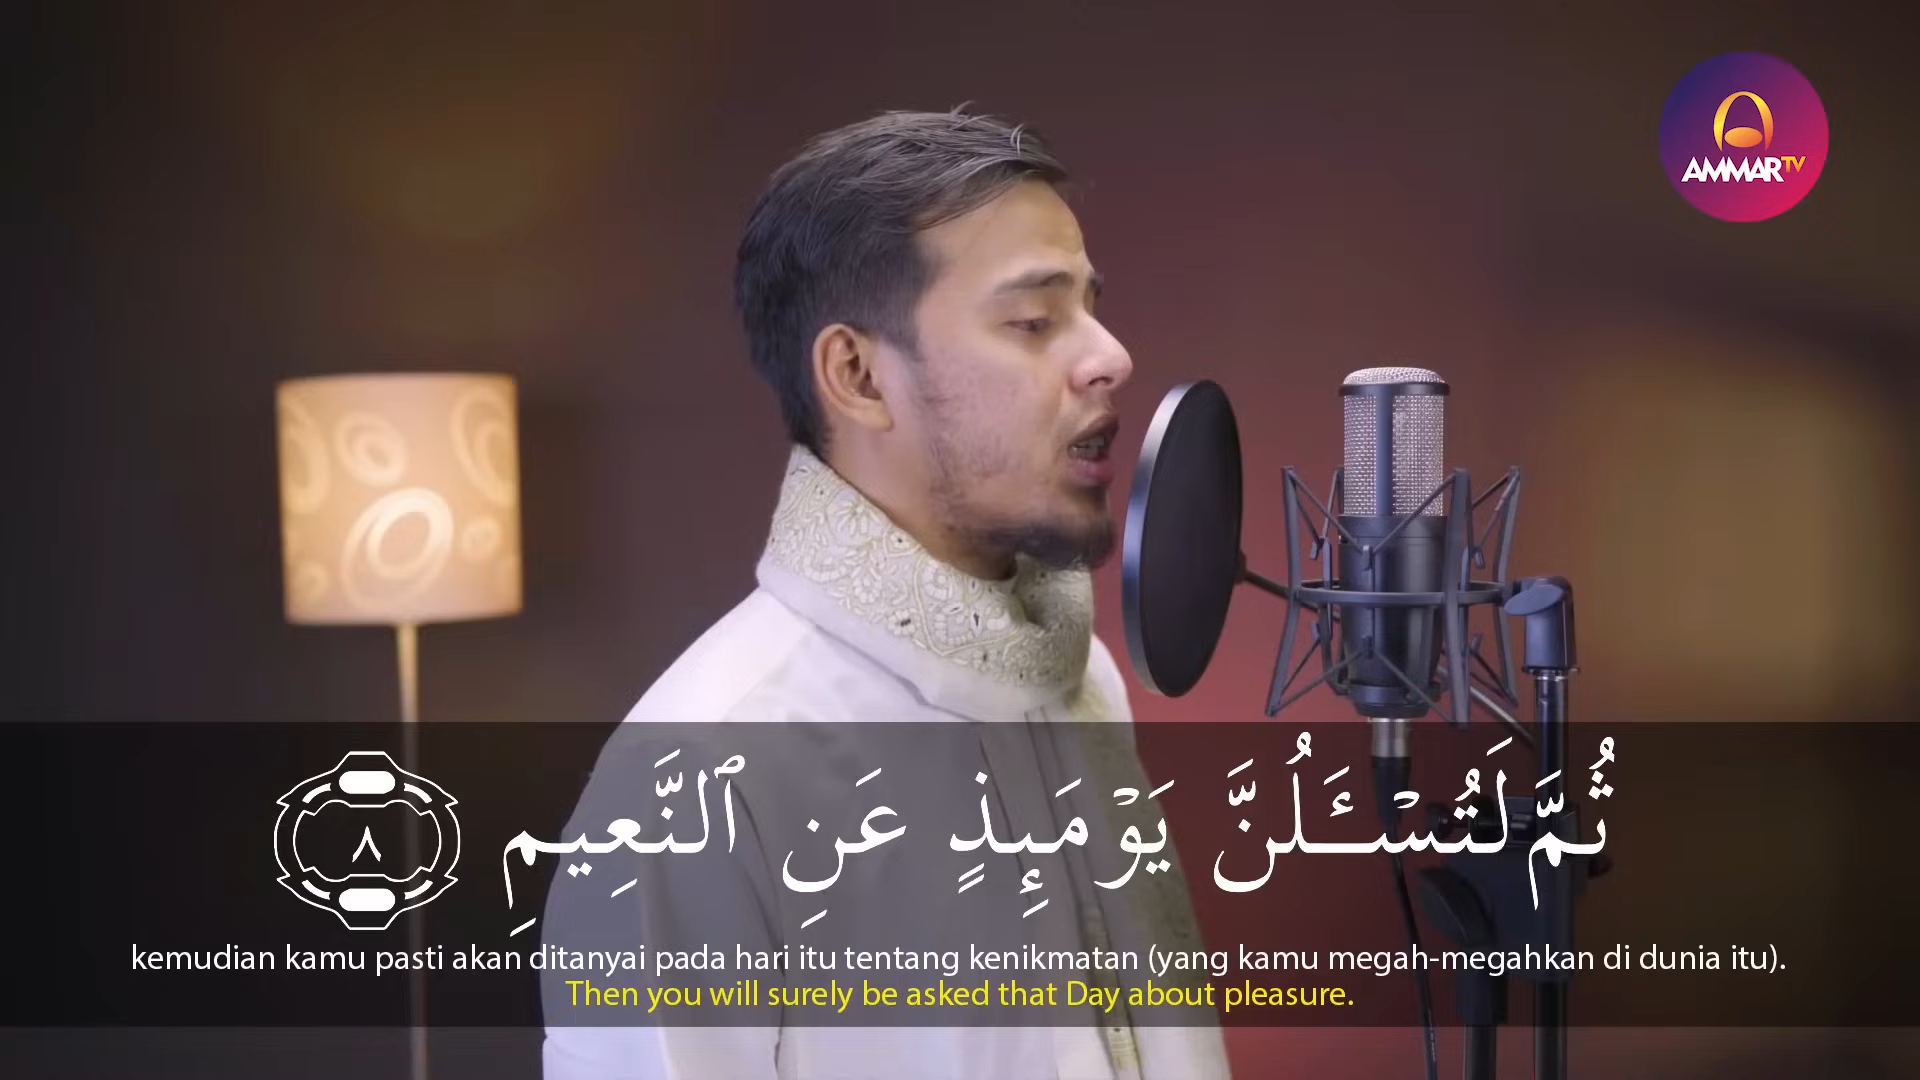 AMMARTV
ثُمَّ لَتُسْـَٔلُنَّ يَوْمَئِذٍ عَنِ ٱلنَّعِيمِ ٨
kemudian kamu pasti akan ditanyai pada hari itu tentang kenikmatan (yang kamu megah-megahkan di dunia itu).
Then you will surely be asked that Day about pleasure.